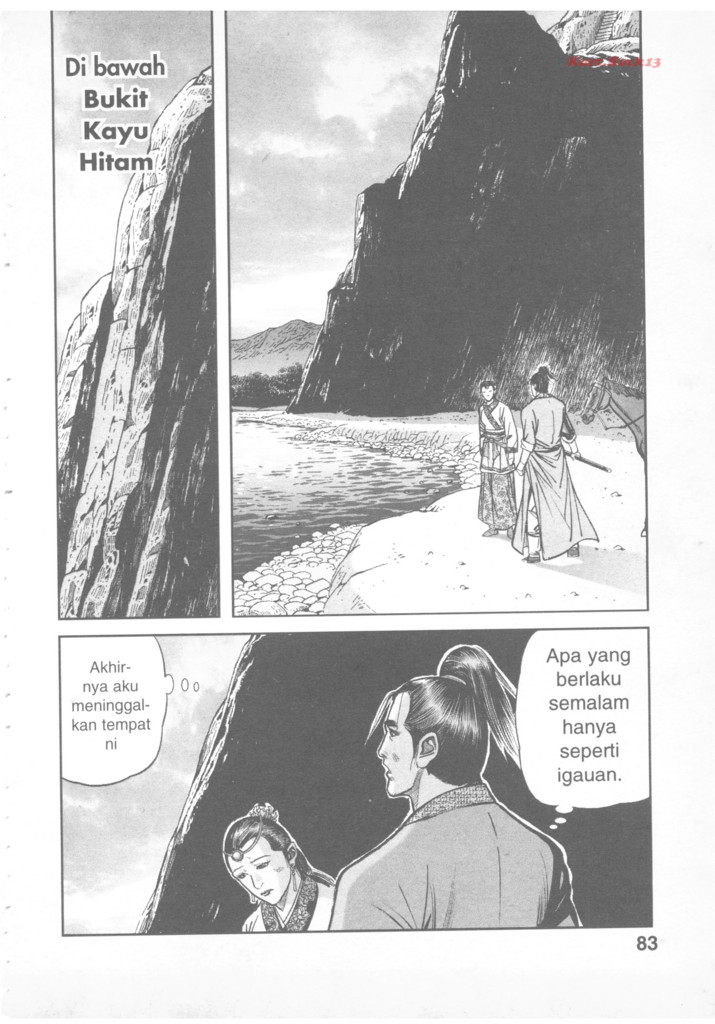 Di bawah
Bukit
Kayu
Hitam
Akhir-
nya aku
meninggal-
kan tempat
ni
Apa yang
berlaku
semalam
hanya
seperti
igauan.
83